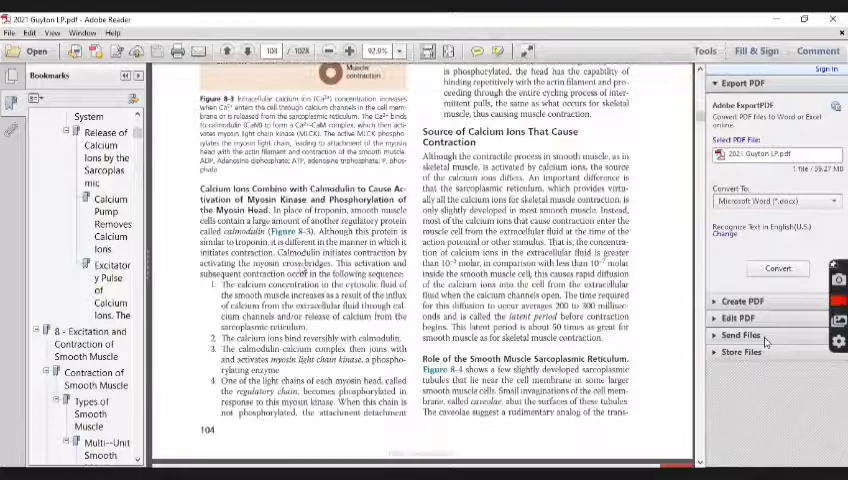 2021 Guyton LP.pdf - Adobe Reader
File Edit View Window Help
Open
104 / 1028
92.9%
Tools Fill & Sign Comment
Sign In
Bookmarks
System
Release of
Calcium
Ions by the
Sarcoplas
mic
Calcium
Pump
Removes
Calcium
Ions
Excitator
y Pulse
of
Calcium
Ions. The
8 - Excitation and
Contraction of
Smooth Muscle
Contraction of
Smooth Muscle
Types of
Smooth
Muscle
Multi--Unit
Smooth
Muscle
contraction
Figure 8-3 Intracellular calcium ion (Ca2+) concentration increases
when Ca2+ enters the cell through calcium channels in the cell mem-
brane or is released from the sarcoplasmic reticulum. The Ca2+ binds
to calmodulin (CaM) to form a Ca2+-CaM complex, which then acti-
vates myosin light chain kinase (MLCK). The active MLCK phospho-
rylates the myosin light chain, leading to attachment of the myosin
head with the actin filament and contraction of the smooth muscle.
ADP, Adenosine diphosphate; ATP, adenosine triphosphate; P, phos-
phate.
Calcium Ions Combine with Calmodulin to Cause Ac-
tivation of Myosin Kinase and Phosphorylation of
the Myosin Head. In place of troponin, smooth muscle
cells contain a large amount of another regulatory protein
called calmodulin (Figure 8-3). Although this protein is
similar to troponin, it is different in the manner in which it
initiates contraction. Calmodulin initiates contraction by
activating the myosin cross-bridges. This activation and
subsequent contraction occur in the following sequence:
1. The calcium concentration in the cytosolic fluid of
the smooth muscle increases as a result of the influx
of calcium from the extracellular fluid through cal-
cium channels and/or release of calcium from the
sarcoplasmic reticulum.
2. The calcium ions bind reversibly with calmodulin.
3. The calmodulin-calcium complex then joins with
and activates myosin light chain kinase, a phospho-
rylating enzyme
4. One of the light chains of each myosin head, called
the regulatory chain, becomes phosphorylated in
response to this myosin kinase. When this chain is
not phosphorylated, the attachment detachment
104
is phosphorylated, the head has the capability of
binding repetitively with the actin filament and pro-
ceeding through the entire cycling process of inter-
mittent pulls, the same as what occurs for skeletal
muscle, thus causing muscle contraction.
Source of Calcium Ions That Cause
Contraction
Although the contractile process in smooth muscle, as in
skeletal muscle, is activated by calcium ions, the source
of the calcium ions differs. An important difference is
that the sarcoplasmic reticulum, which provides virtu-
ally all the calcium ions for skeletal muscle contraction, is
only slightly developed in most smooth muscle. Instead,
most of the calcium ions that cause contraction enter the
muscle cell from the extracellular fluid at the time of the
action potential or other stimulus. That is, the concentra-
tion of calcium ions in the extracellular fluid is greater
than 10-3 molar, in comparison with less than 10-7 molar
inside the smooth muscle cell; this causes rapid diffusion
of the calcium ions into the cell from the extracellular
fluid when the calcium channels open. The time required
for this diffusion to occur averages 200 to 300 millisec-
onds and is called the latent period before contraction
begins. This latent period is about 50 times as great for
smooth muscle as for skeletal muscle contraction.
Role of the Smooth Muscle Sarcoplasmic Reticulum.
Figure 8-4 shows a few slightly developed sarcoplasmic
tubules that lie near the cell membrane in some larger
smooth muscle cells. Small invaginations of the cell mem-
brane, called caveolae, abut the surfaces of these tubules.
The caveolae suggest a rudimentary analog of the trans-
Export PDF
Adobe ExportPDF
Convert PDF files to Word or Excel
online.
Select PDF File:
2021 Guyton LP.pdf
1 file / 59.27 MB
Convert To:
Microsoft Word (*.docx)
Recognize Text in English(U.S.)
Change
Convert
Create PDF
Edit PDF
Send Files
Store Files